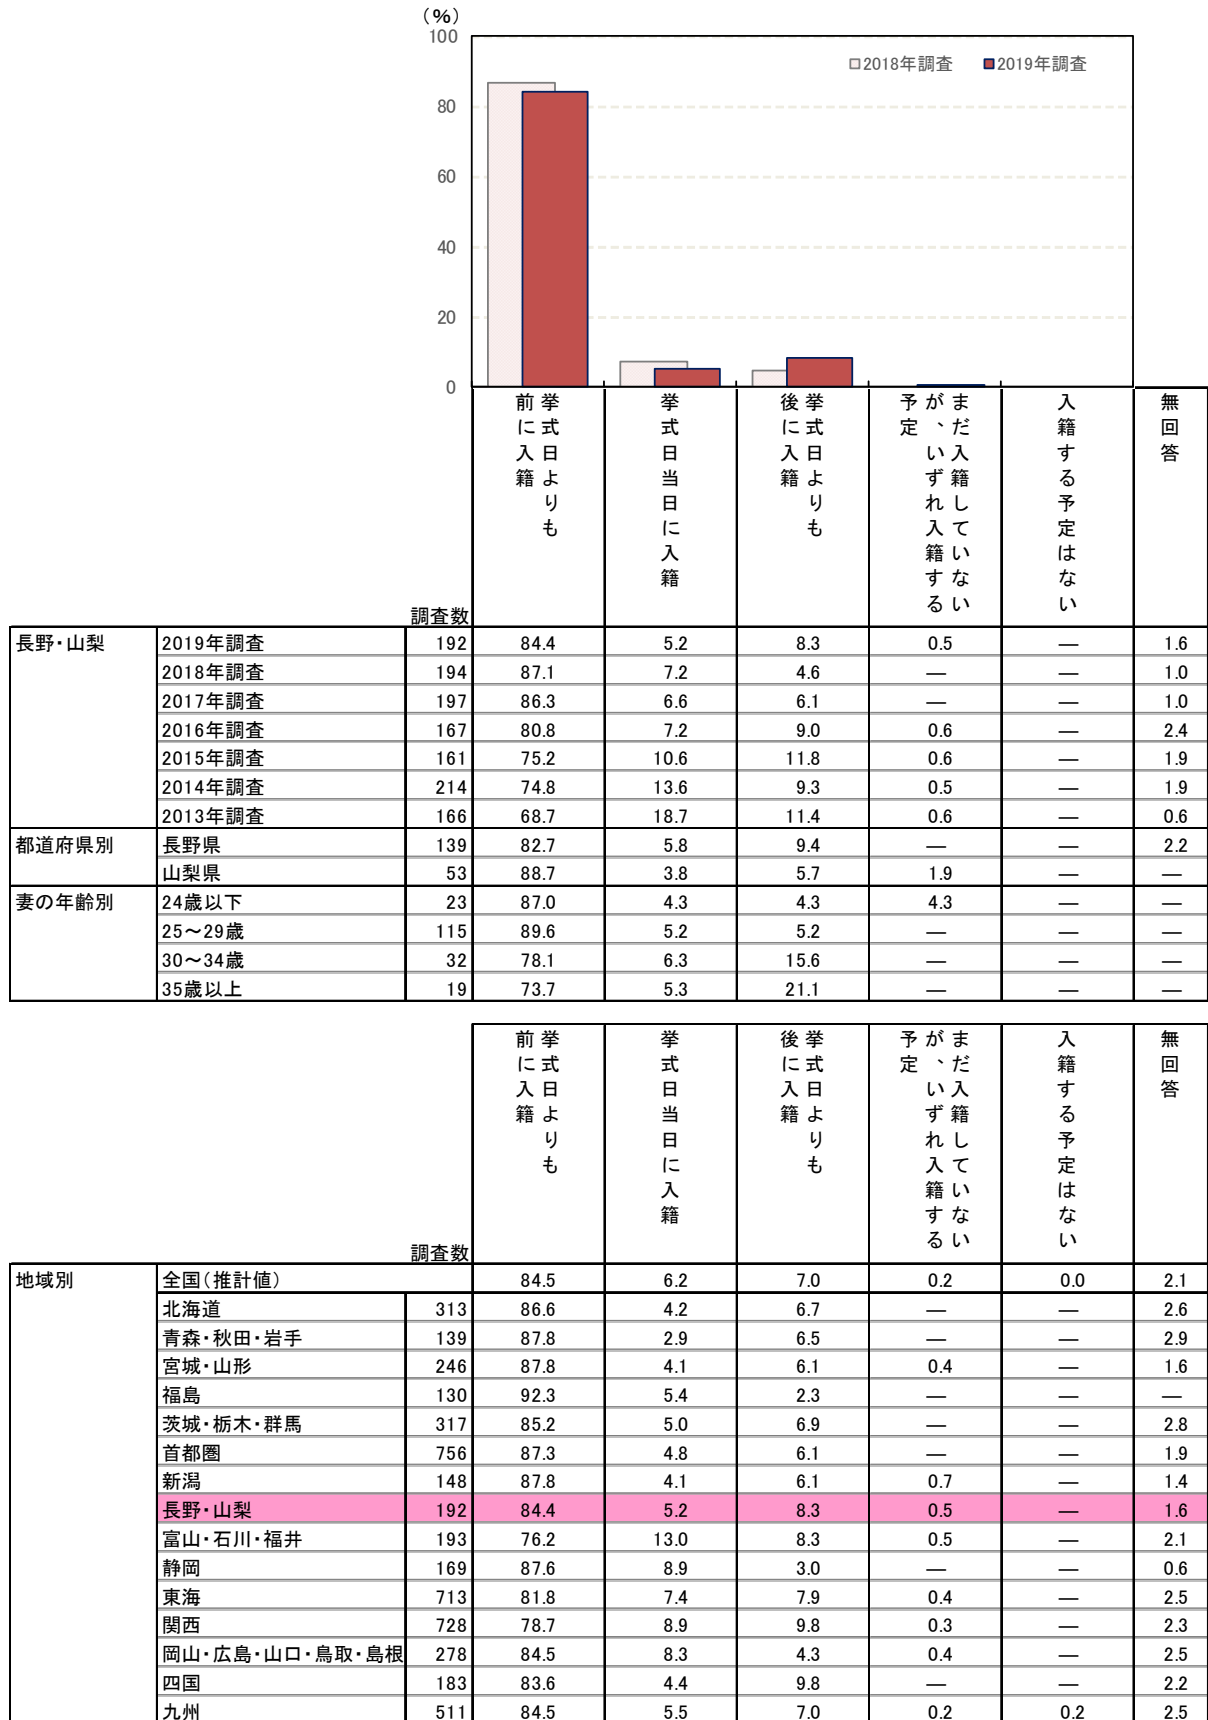 (%)
100
80
60
40
20
0
2018年調査 2019年調査
挙式日よりも
前に入籍
挙式日当日に入籍
挙式日よりも
後に入籍
まだ入籍していない
が、いずれ入籍する
予定
入籍する予定はない
無回答
調査数
長野・山梨 2019年調査 192 84.4 5.2 8.3 0.5 — 1.6
2018年調査 194 87.1 7.2 4.6 — — 1.0
2017年調査 197 86.3 6.6 6.1 — — 1.0
2016年調査 167 80.8 7.2 9.0 0.6 — 2.4
2015年調査 161 75.2 10.6 11.8 0.6 — 1.9
2014年調査 214 74.8 13.6 9.3 0.5 — 1.9
2013年調査 166 68.7 18.7 11.4 0.6 — 0.6
都道府県別 長野県 139 82.7 5.8 9.4 — — 2.2
山梨県 53 88.7 3.8 5.7 1.9 — —
妻の年齢別 24歳以下 23 87.0 4.3 4.3 4.3 — —
25～29歳 115 89.6 5.2 5.2 — — —
30～34歳 32 78.1 6.3 15.6 — — —
35歳以上 19 73.7 5.3 21.1 — — —
挙式日よりも
前に入籍
挙式日当日に入籍
挙式日よりも
後に入籍
まだ入籍していない
が、いずれ入籍する
予定
入籍する予定はない
無回答
調査数
地域別 全国(推計値) 84.5 6.2 7.0 0.2 0.0 2.1
北海道 313 86.6 4.2 6.7 — — 2.6
青森・秋田・岩手 139 87.8 2.9 6.5 — — 2.9
宮城・山形 246 87.8 4.1 6.1 0.4 — 1.6
福島 130 92.3 5.4 2.3 — — —
茨城・栃木・群馬 317 85.2 5.0 6.9 — — 2.8
首都圏 756 87.3 4.8 6.1 — — 1.9
新潟 148 87.8 4.1 6.1 0.7 — 1.4
長野・山梨 192 84.4 5.2 8.3 0.5 — 1.6
富山・石川・福井 193 76.2 13.0 8.3 0.5 — 2.1
静岡 169 87.6 8.9 3.0 — — 0.6
東海 713 81.8 7.4 7.9 0.4 — 2.5
関西 728 78.7 8.9 9.8 0.3 — 2.3
岡山・広島・山口・鳥取・島根 278 84.5 8.3 4.3 0.4 — 2.5
四国 183 83.6 4.4 9.8 — — 2.2
九州 511 84.5 5.5 7.0 0.2 0.2 2.5